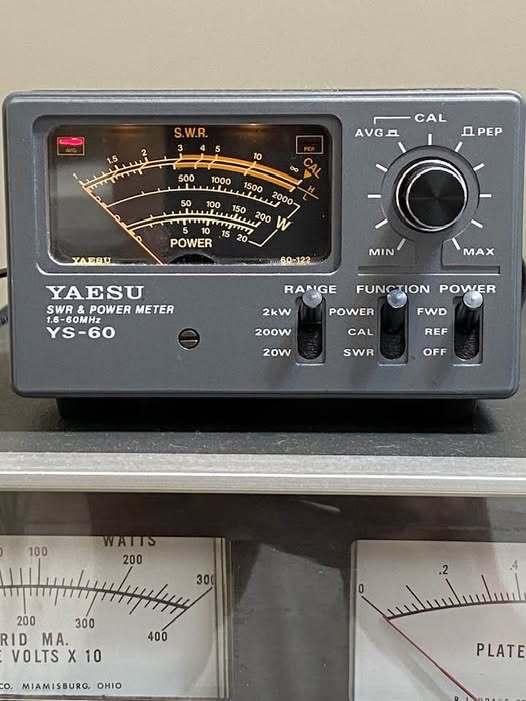 CAL
AVG PEP
S.W.R.
AVG PEP
1 1.5 2 3 4 5 10 ∞ CAL
H
L
500 1000 1500 2000
50 100 150 200 W
5 10 15 20
POWER
YAESU 60-122
MIN MAX
YAESU
SWR & POWER METER
1.6-60MHz
YS-60
RANGE FUNCTION POWER
2kW POWER FWD
200W CAL REF
20W SWR OFF
WATTS
0 100 200 300
200 300 400
RID MA.
E VOLTS X 10
CO. MIAMISBURG, OHIO
0 .2 .4
PLATE